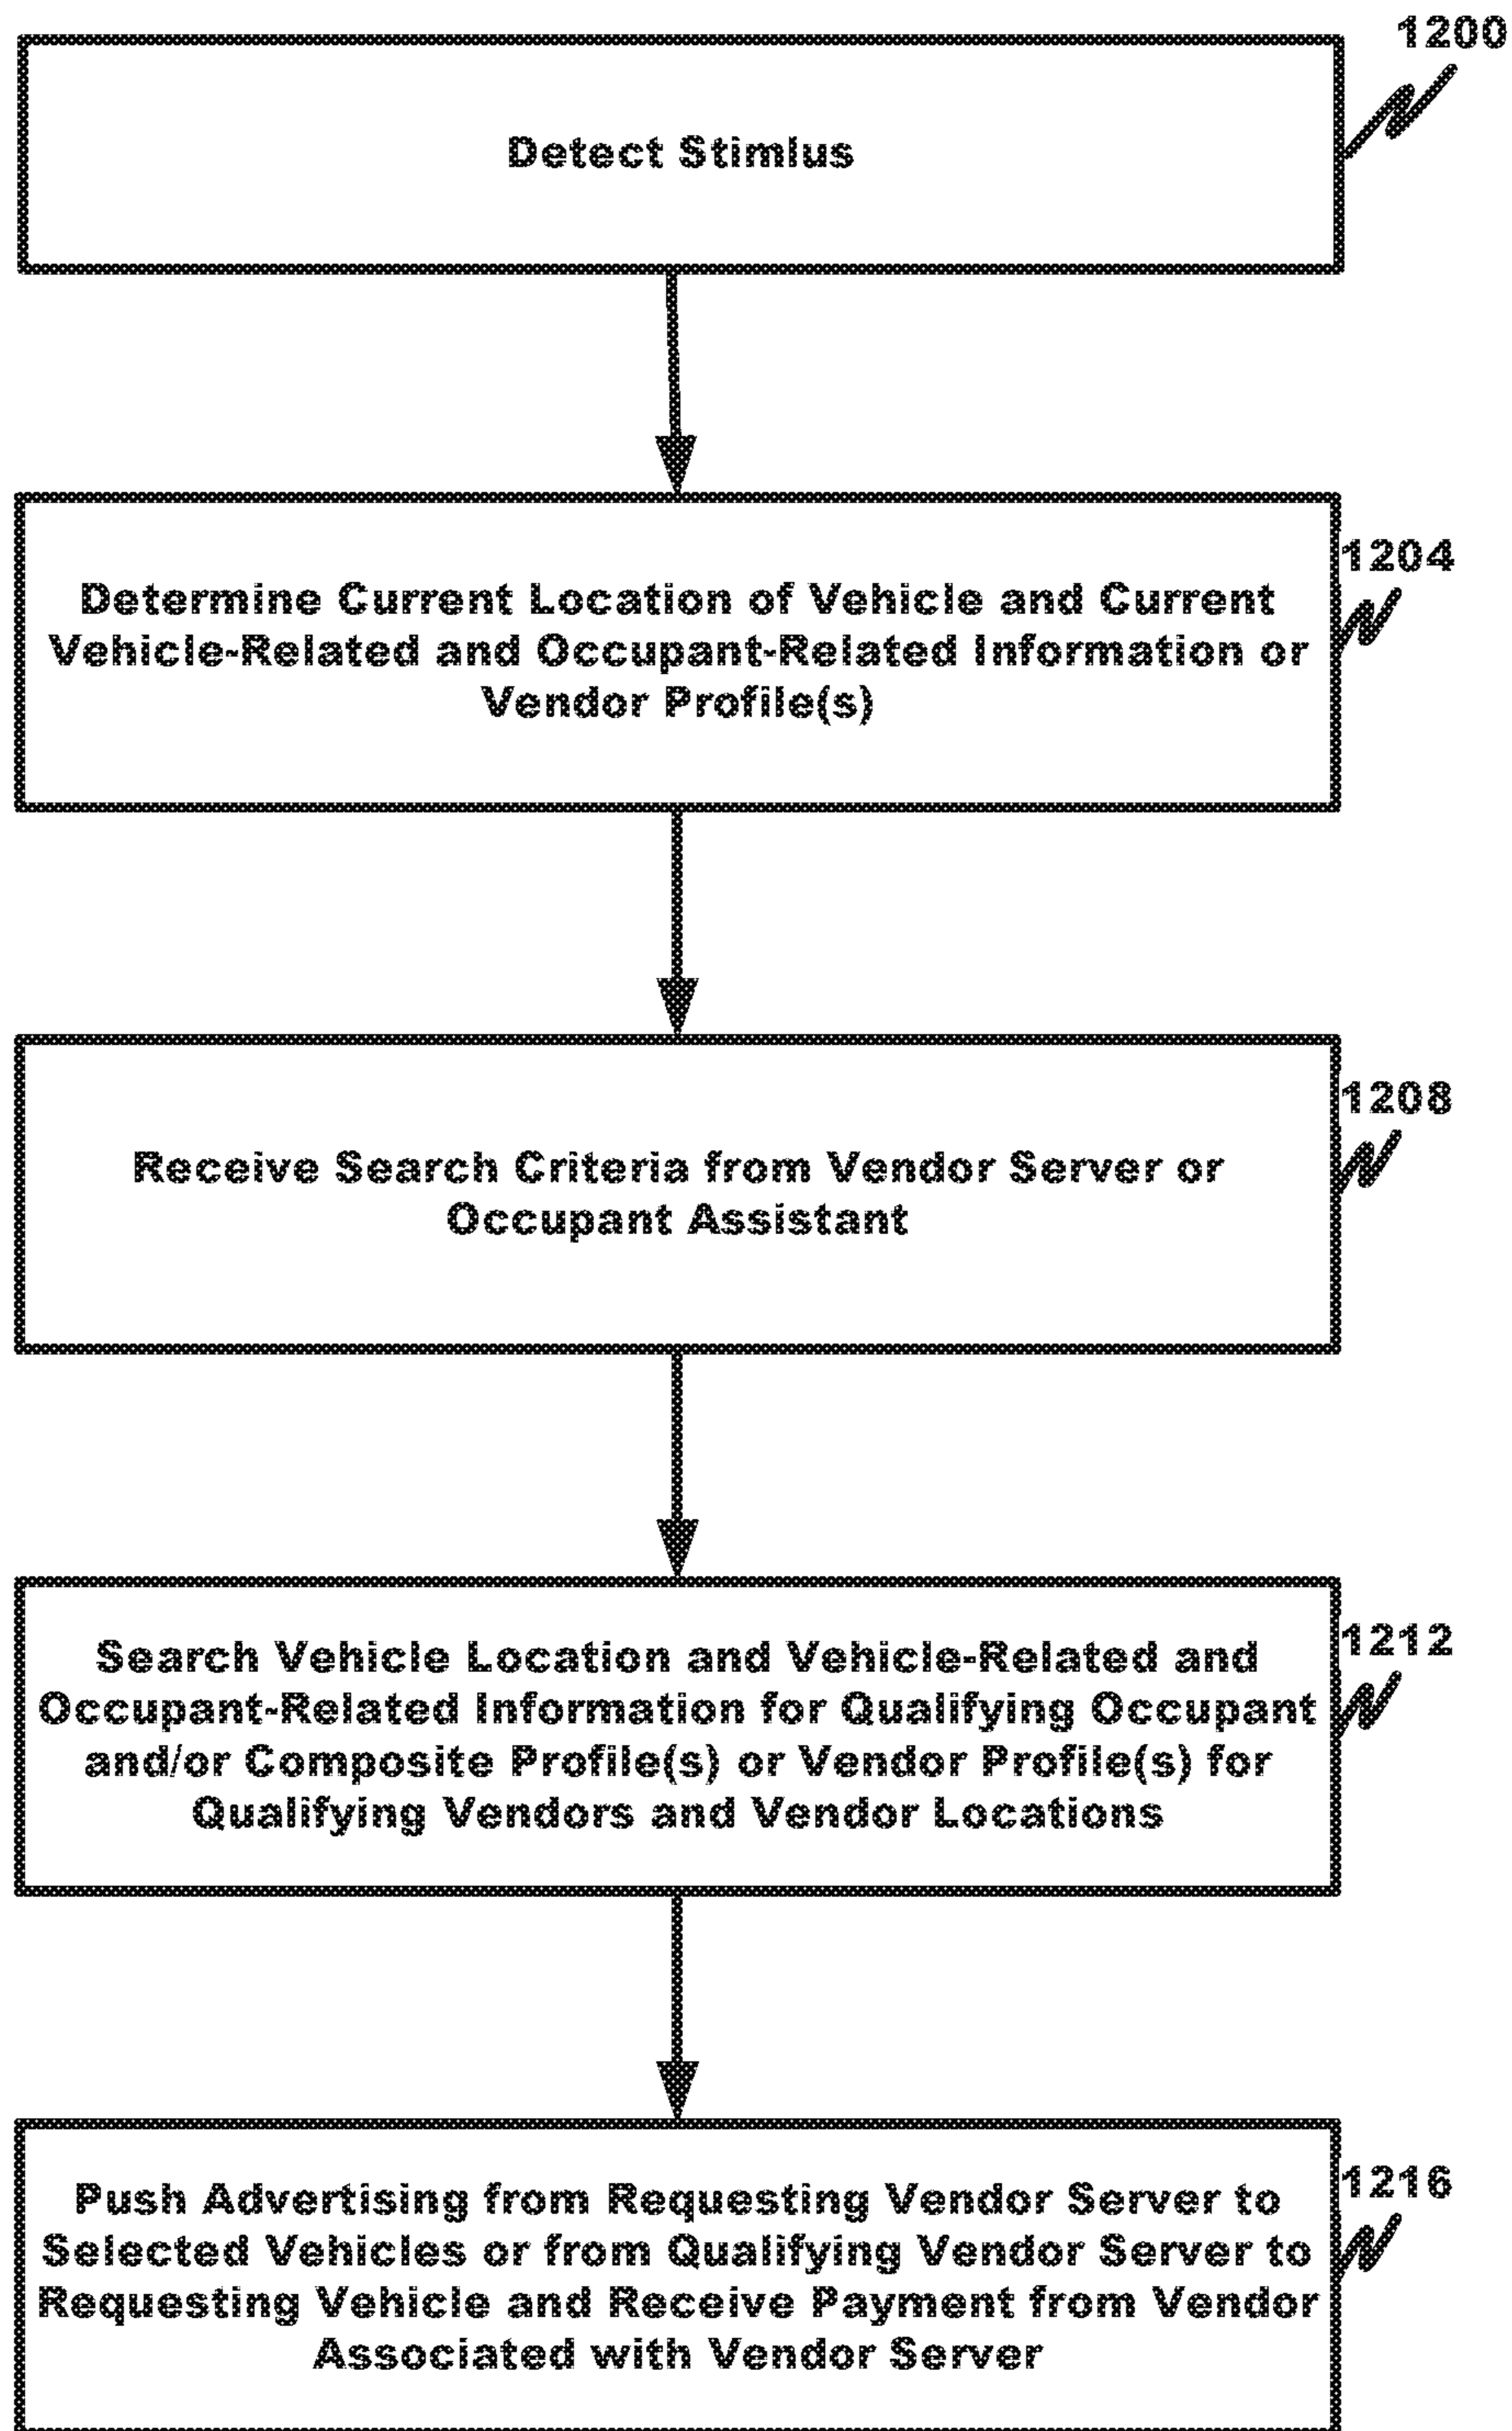 1200
Detect Stimlus
1204
Determine Current Location of Vehicle and Current
Vehicle-Related and Occupant-Related Information or
Vendor Profile(s)
1208
Receive Search Criteria from Vendor Server or
Occupant Assistant
1212
Search Vehicle Location and Vehicle-Related and
Occupant-Related Information for Qualifying Occupant
and/or Composite Profile(s) or Vendor Profile(s) for
Qualifying Vendors and Vendor Locations
1216
Push Advertising from Requesting Vendor Server to
Selected Vehicles or from Qualifying Vendor Server to
Requesting Vehicle and Receive Payment from Vendor
Associated with Vendor Server